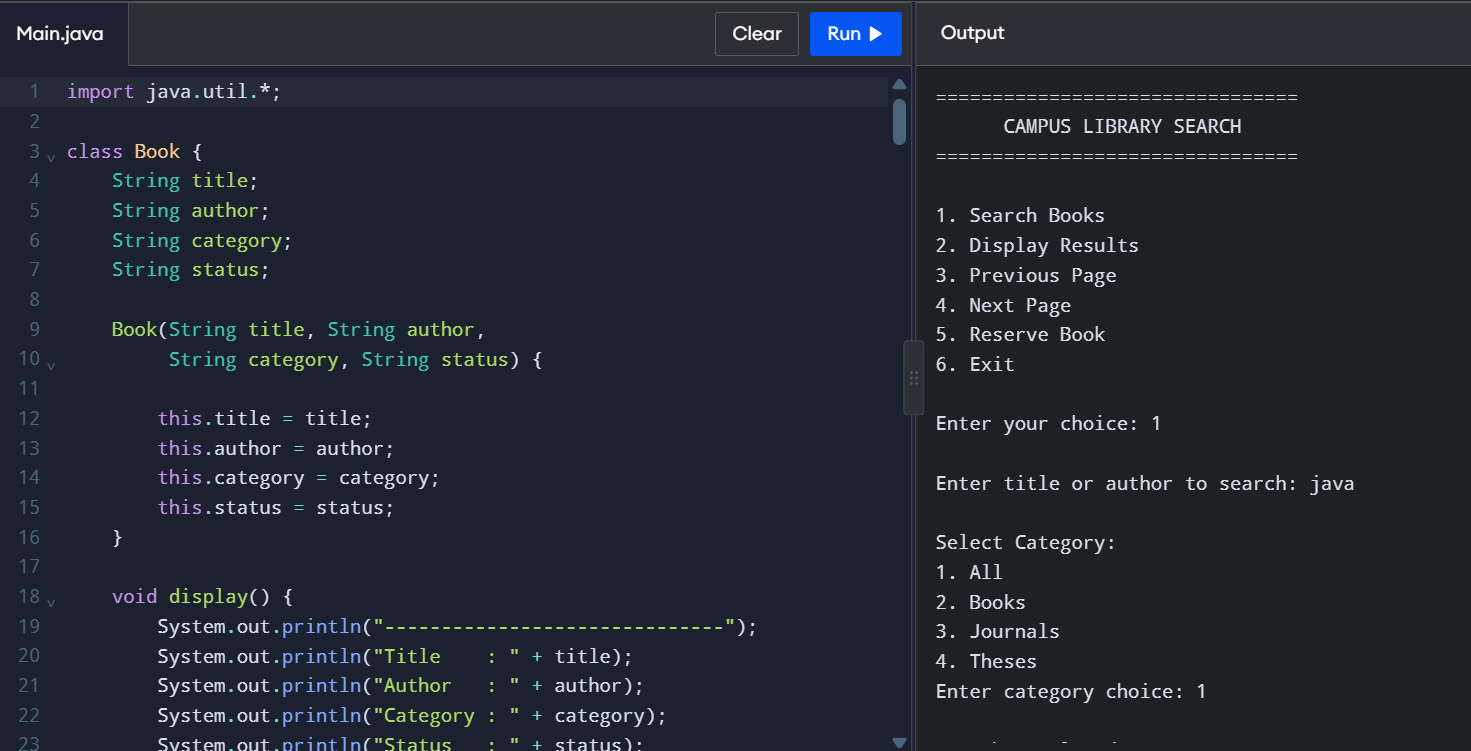 Main.java
Clear
Run
Output
1 import java.util.*;
2
3 class Book {
4 String title;
5 String author;
6 String category;
7 String status;
8
9 Book(String title, String author,
10 String category, String status) {
11
12 this.title = title;
13 this.author = author;
14 this.category = category;
15 this.status = status;
16 }
17
18 void display() {
19 System.out.println("------------------------------");
20 System.out.println("Title    : " + title);
21 System.out.println("Author   : " + author);
22 System.out.println("Category : " + category);
23 System.out.println("Status   : " + status);
================================
CAMPUS LIBRARY SEARCH
================================
1. Search Books
2. Display Results
3. Previous Page
4. Next Page
5. Reserve Book
6. Exit
Enter your choice: 1
Enter title or author to search: java
Select Category:
1. All
2. Books
3. Journals
4. Theses
Enter category choice: 1